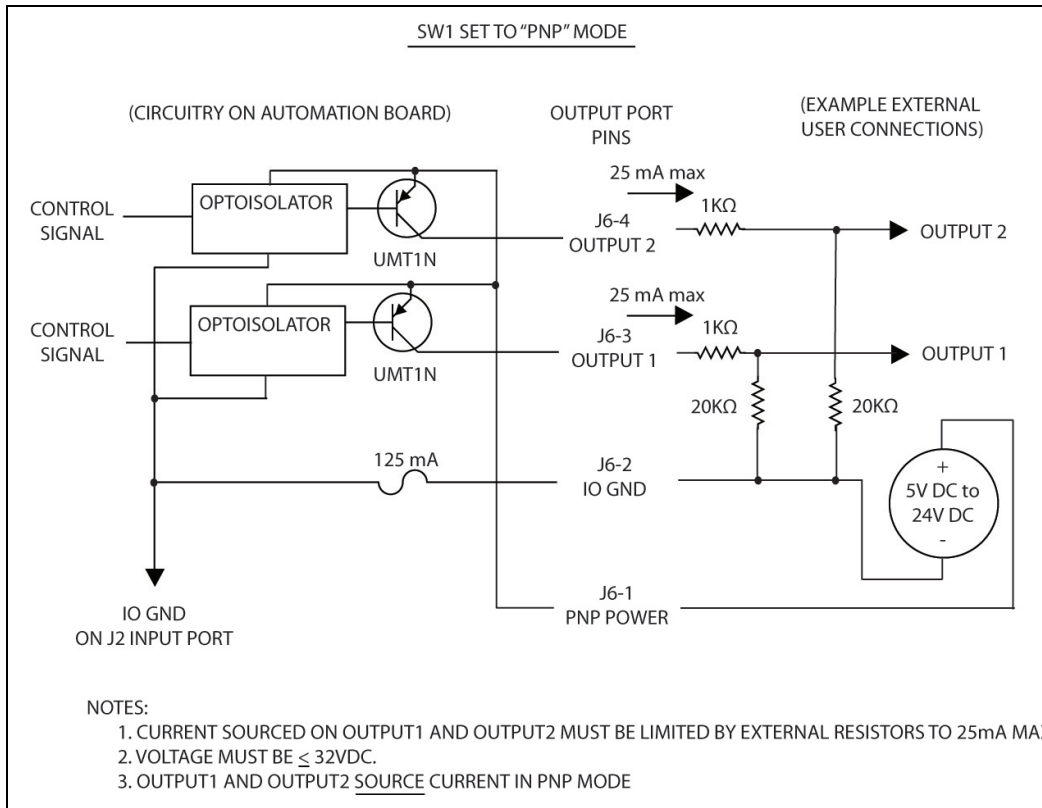 SW1 SET TO “PNP” MODE
(CIRCUITRY ON AUTOMATION BOARD)
OUTPUT PORT
PINS
(EXAMPLE EXTERNAL
USER CONNECTIONS)
CONTROL
SIGNAL
OPTOISOLATOR
UMT1N
25 mA max
J6-4
OUTPUT 2
1KΩ
OUTPUT 2
CONTROL
SIGNAL
OPTOISOLATOR
UMT1N
25 mA max
J6-3
OUTPUT 1
1KΩ
OUTPUT 1
20KΩ
20KΩ
125 mA
J6-2
IO GND
+
5V DC to
24V DC
-
IO GND
ON J2 INPUT PORT
J6-1
PNP POWER
NOTES:
1. CURRENT SOURCED ON OUTPUT1 AND OUTPUT2 MUST BE LIMITED BY EXTERNAL RESISTORS TO 25mA MA
2. VOLTAGE MUST BE ≤ 32VDC.
3. OUTPUT1 AND OUTPUT2 SOURCE CURRENT IN PNP MODE